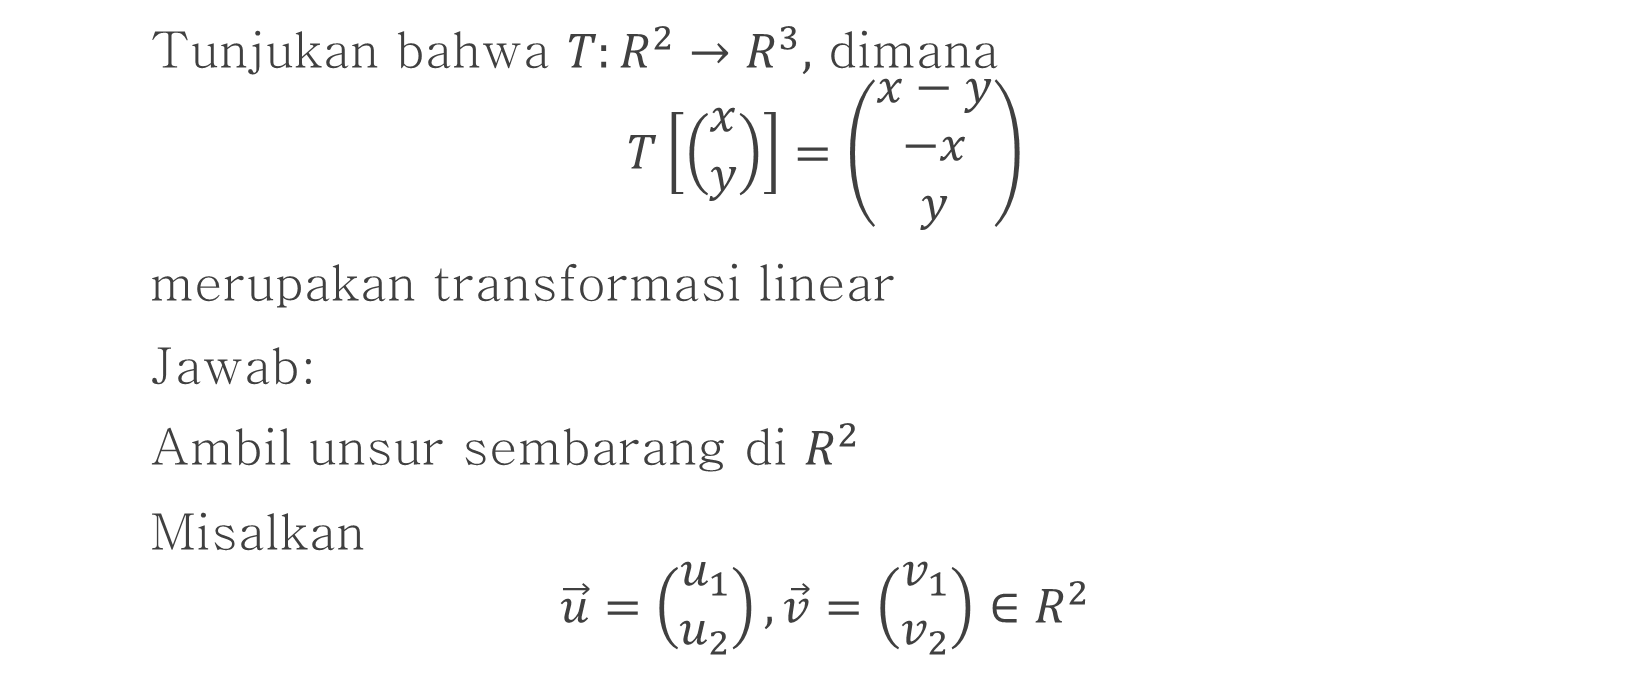 Tunjukan bahwa T: R² → R³, dimana
T[(x y)] = (x − y −x y)
merupakan transformasi linear
Jawab:
Ambil unsur sembarang di R²
Misalkan
u⃗ = (u₁ u₂), v⃗ = (v₁ v₂) ∈ R²